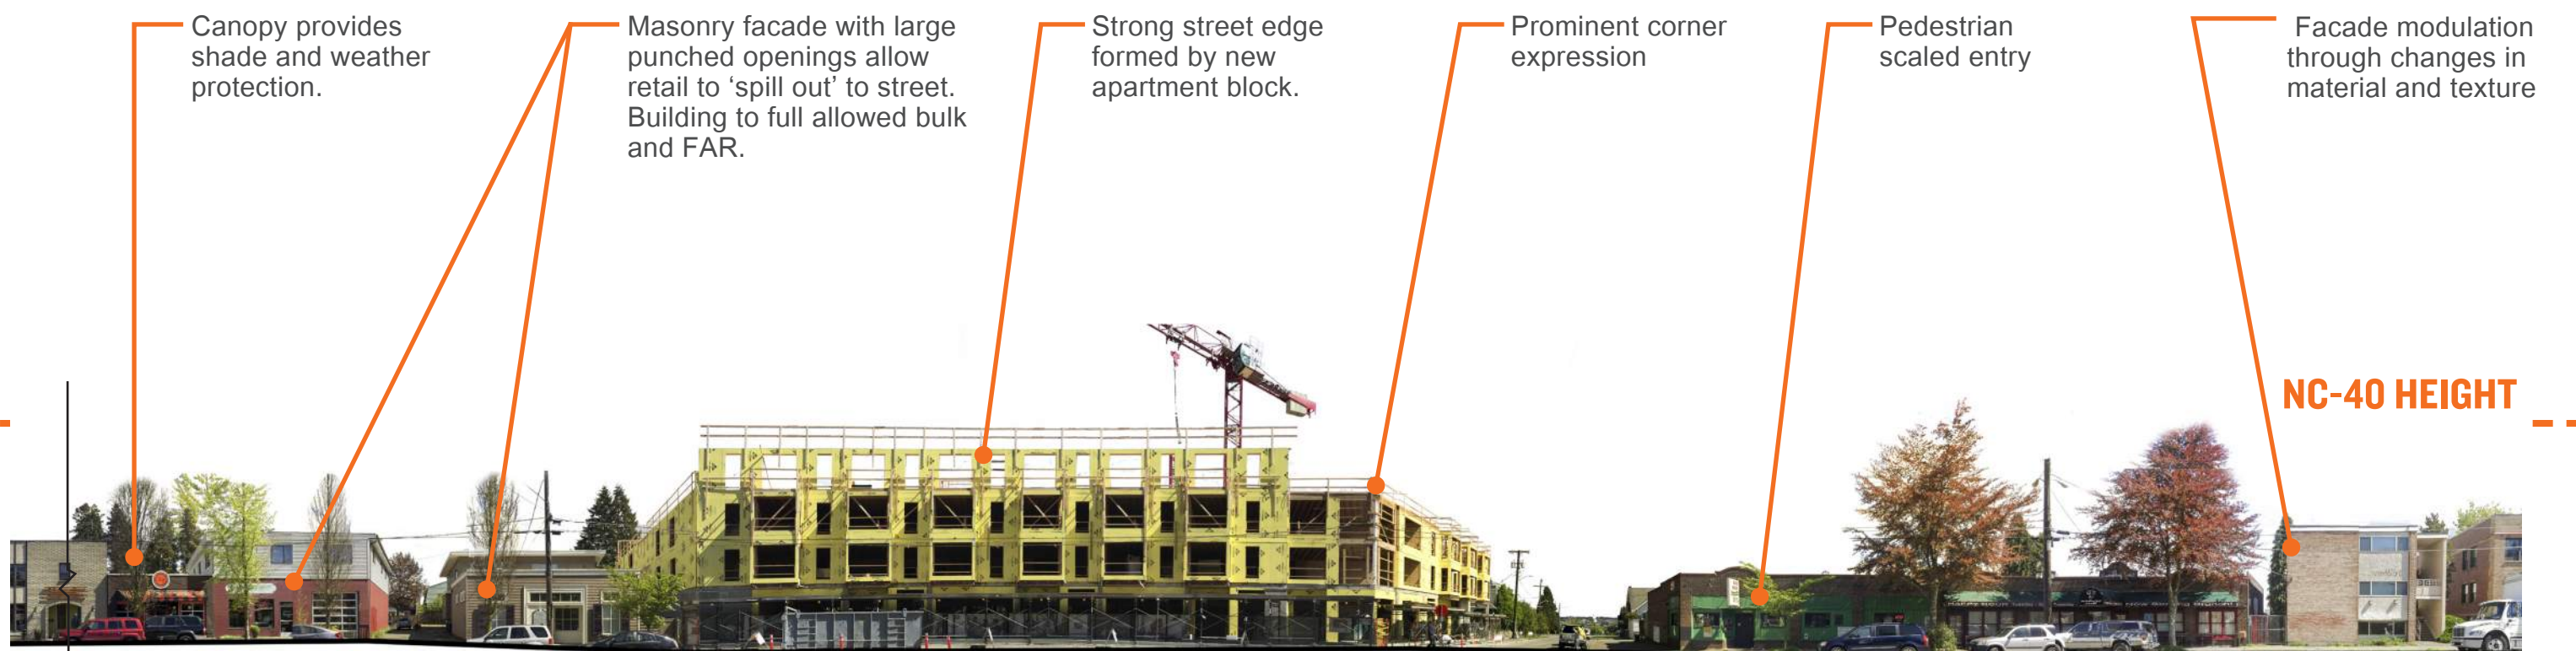 Canopy provides
shade and weather
protection.
Masonry facade with large
punched openings allow
retail to ‘spill out’ to street.
Building to full allowed bulk
and FAR.
Strong street edge
formed by new
apartment block.
Prominent corner
expression
Pedestrian
scaled entry
Facade modulation
through changes in
material and texture
NC-40 HEIGHT